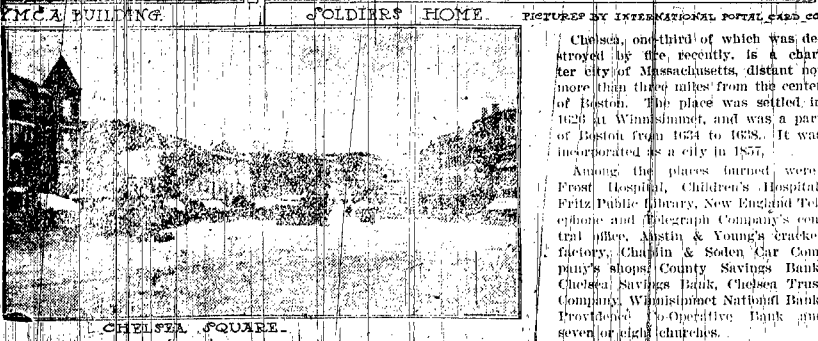 Y.M.C.A BUILDING.
SOLDIERS HOME.
PICTURES BY INTERNATIONAL POSTAL CARD CO
CHELSEA SQUARE.
Chelsea, one-third of which was de
stroyed by fire recently, is a char
ter city of Massachusetts, distant no
more than three miles from the center
of Boston. The place was settled in
1626 at Winnisimmet, and was a par
of Boston from 1634 to 1638. It was
incorporated as a city in 1857.
Among the places burned were
Frost Hospital, Children's Hospital
Fritz Public Library, New England Tel
ephone and Telegraph Company's cen
tral office, Austin & Young's cracke
factory, Chaplin & Soden Car Com
pany's shops, County Savings Bank
Chelsea Savings Bank, Chelsea Trus
Company, Winnisimmet National Bank
Providence Co-Operative Bank and
seven or eight churches.